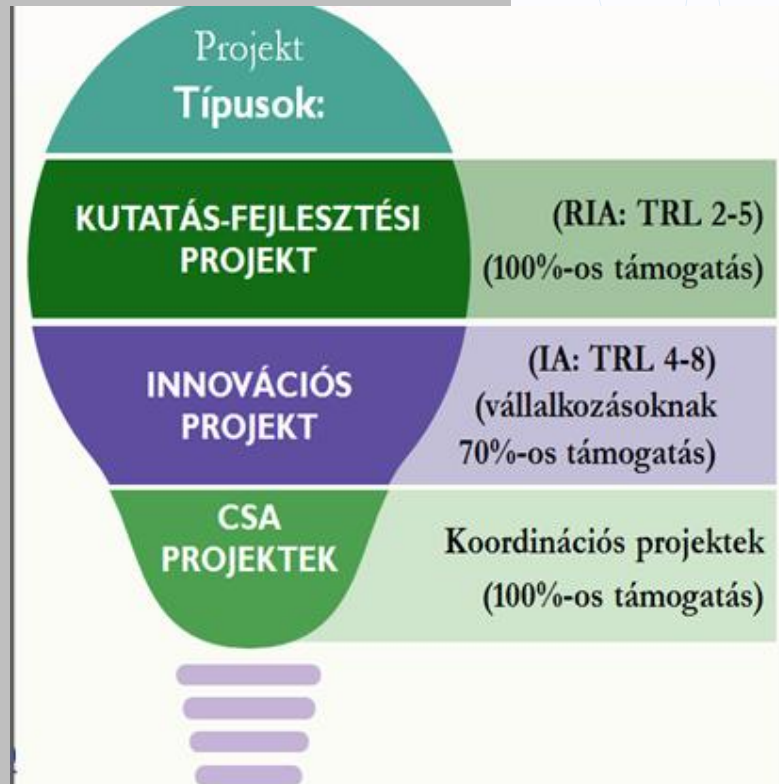 Projekt
Típusok:
KUTATÁS-FEJLESZTÉSI
PROJEKT
(RIA: TRL 2-5)
(100%-os támogatás)
INNOVÁCIÓS
PROJEKT
(IA: TRL 4-8)
(vállalkozásoknak
70%-os támogatás)
CSA
PROJEKTEK
Koordinációs projektek
(100%-os támogatás)